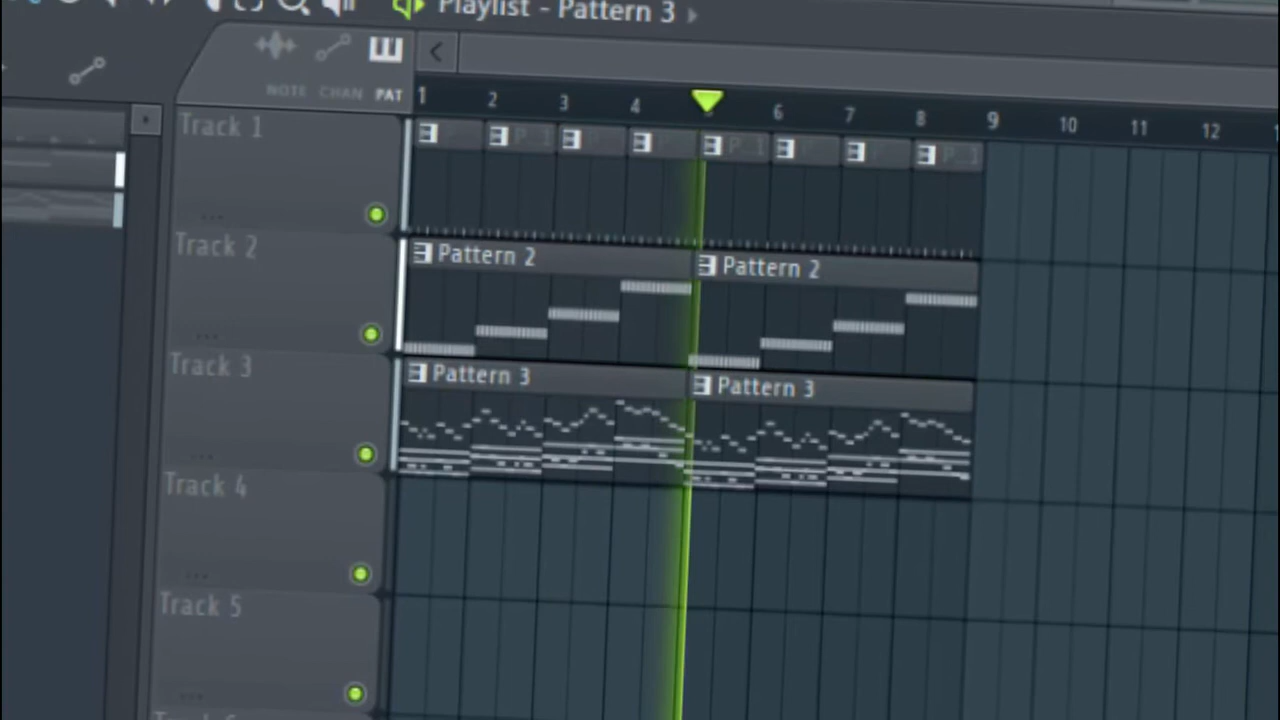 Playlist - Pattern 3
NOTE CHAN PAT
1 2 3 4 6 7 8 9 10 11 12
Track 1
Track 2
Pattern 2 Pattern 2
Track 3
Pattern 3 Pattern 3
Track 4
Track 5